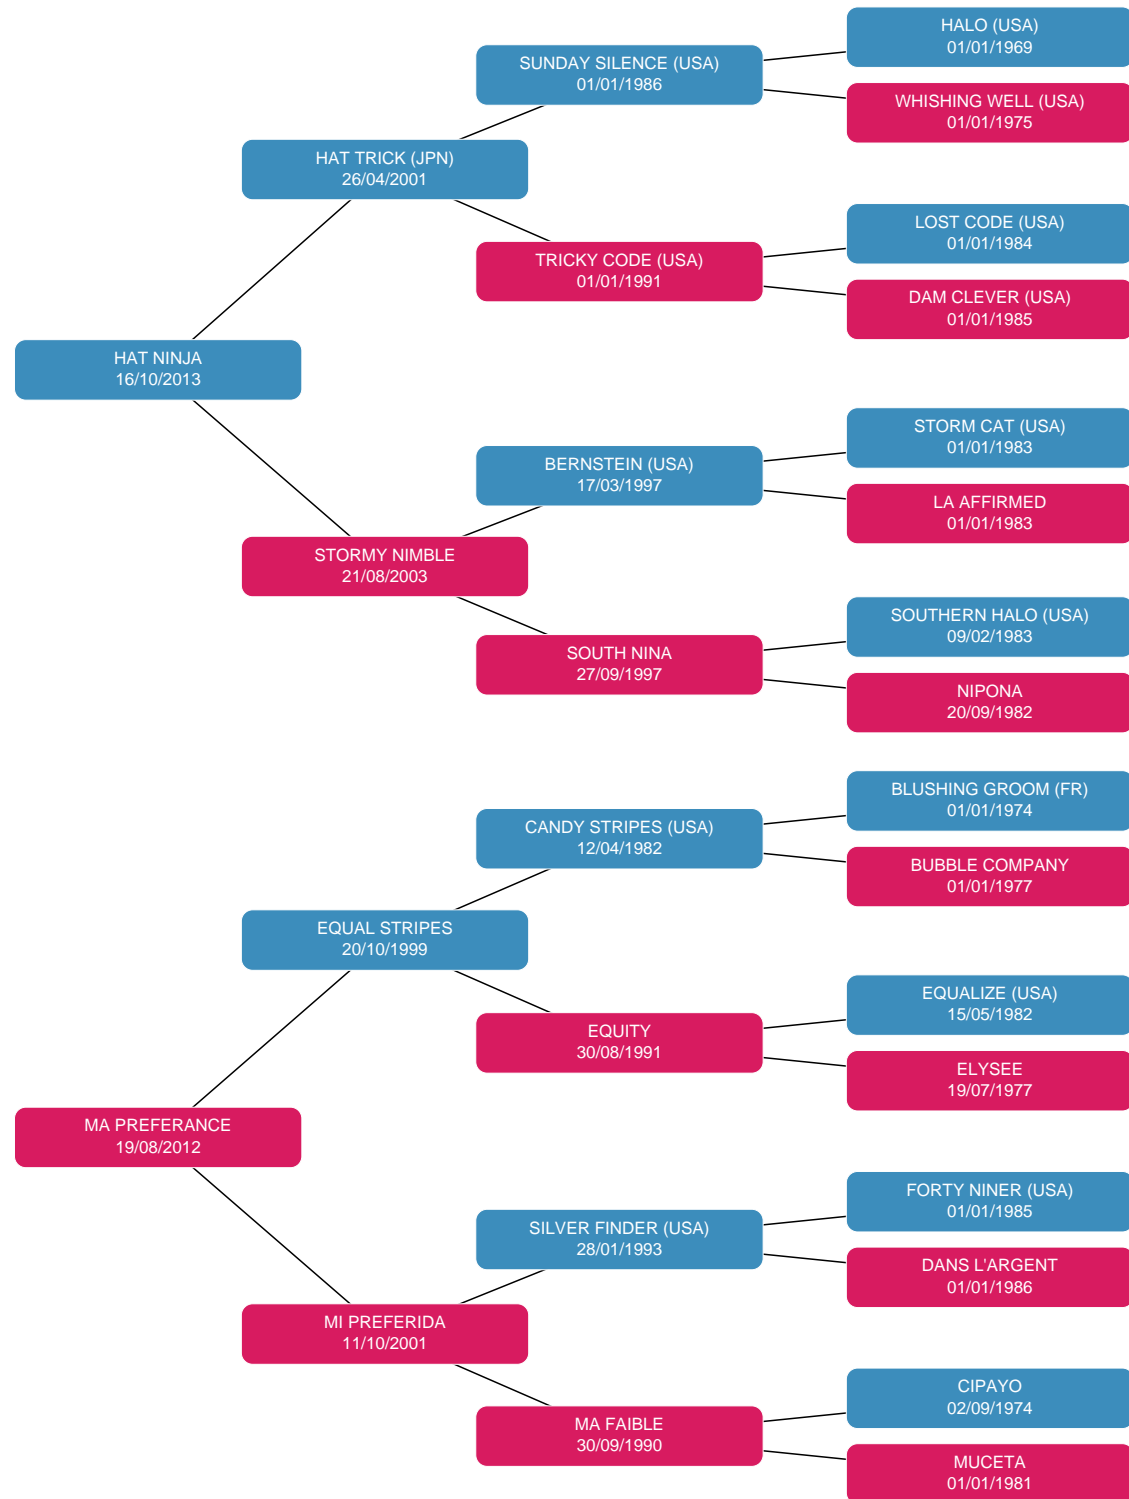 HALO (USA)
01/01/1969
SUNDAY SILENCE (USA)
01/01/1986
WHISHING WELL (USA)
01/01/1975
HAT TRICK (JPN)
26/04/2001
LOST CODE (USA)
01/01/1984
TRICKY CODE (USA)
01/01/1991
DAM CLEVER (USA)
01/01/1985
HAT NINJA
16/10/2013
STORM CAT (USA)
01/01/1983
BERNSTEIN (USA)
17/03/1997
LA AFFIRMED
01/01/1983
STORMY NIMBLE
21/08/2003
SOUTHERN HALO (USA)
09/02/1983
SOUTH NINA
27/09/1997
NIPONA
20/09/1982
BLUSHING GROOM (FR)
01/01/1974
CANDY STRIPES (USA)
12/04/1982
BUBBLE COMPANY
01/01/1977
EQUAL STRIPES
20/10/1999
EQUALIZE (USA)
15/05/1982
EQUITY
30/08/1991
ELYSEE
19/07/1977
MA PREFERANCE
19/08/2012
FORTY NINER (USA)
01/01/1985
SILVER FINDER (USA)
28/01/1993
DANS L'ARGENT
01/01/1986
MI PREFERIDA
11/10/2001
CIPAYO
02/09/1974
MA FAIBLE
30/09/1990
MUCETA
01/01/1981